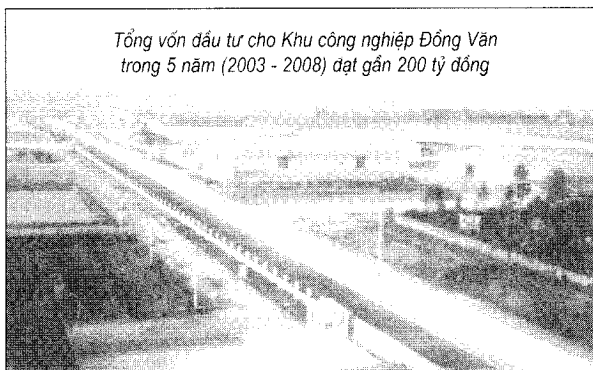 Tổng vốn đầu tư cho Khu công nghiệp Đồng Văn
trong 5 năm (2003 - 2008) đạt gần 200 tỷ đồng